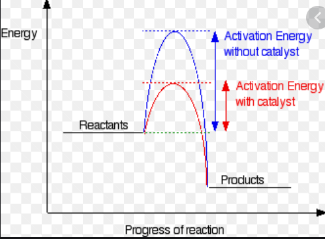 Energy
Activation Energy
without catalyst
Activation Energy
with catalyst
Reactants
Products
Progress of reaction